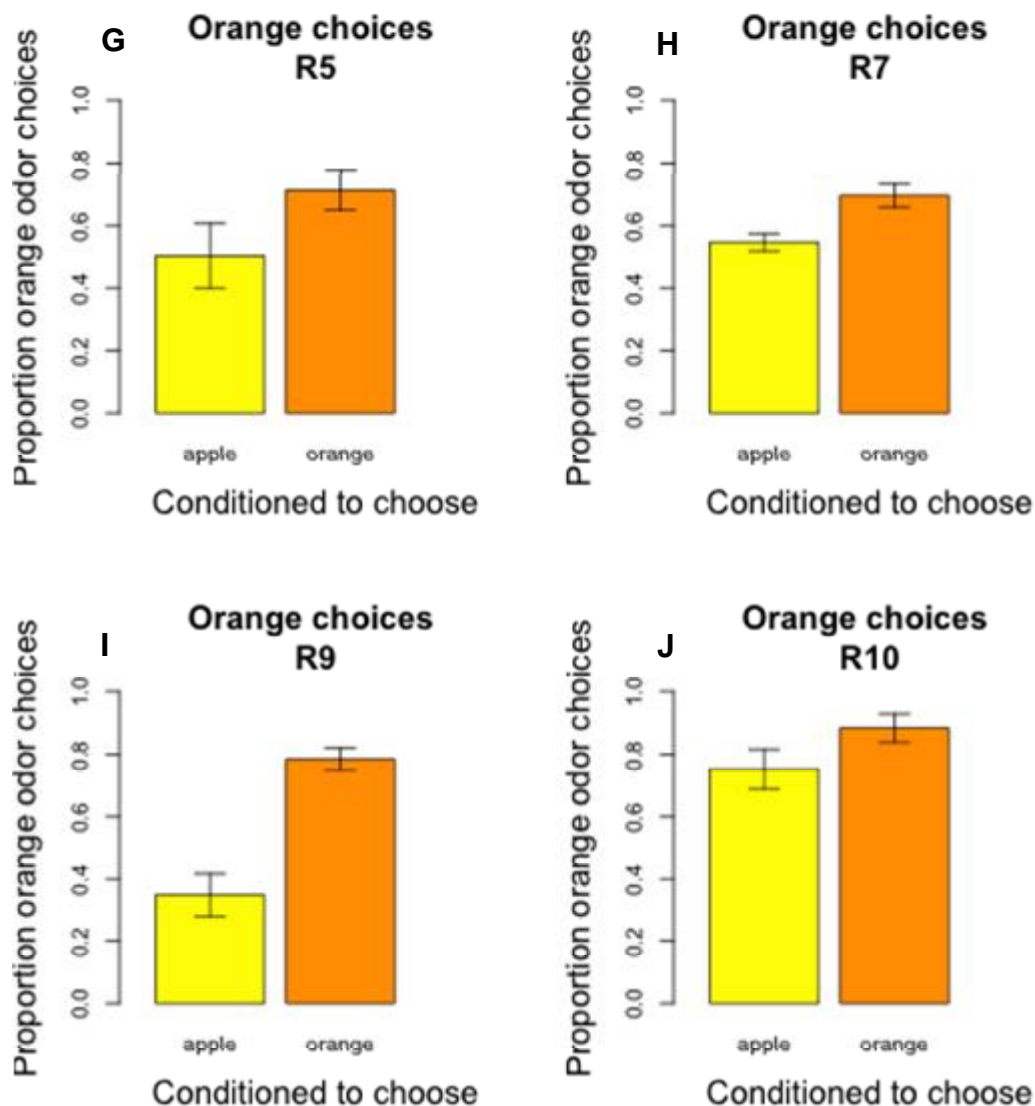 G
Orange choices
R5
Proportion orange odor choices
1.0
0.8
0.6
0.4
0.2
0.0
apple orange
Conditioned to choose
H
Orange choices
R7
Proportion orange odor choices
1.0
0.8
0.6
0.4
0.2
0.0
apple orange
Conditioned to choose
I
Orange choices
R9
Proportion orange odor choices
1.0
0.8
0.6
0.4
0.2
0.0
apple orange
Conditioned to choose
J
Orange choices
R10
Proportion orange odor choices
1.0
0.8
0.6
0.4
0.2
0.0
apple orange
Conditioned to choose